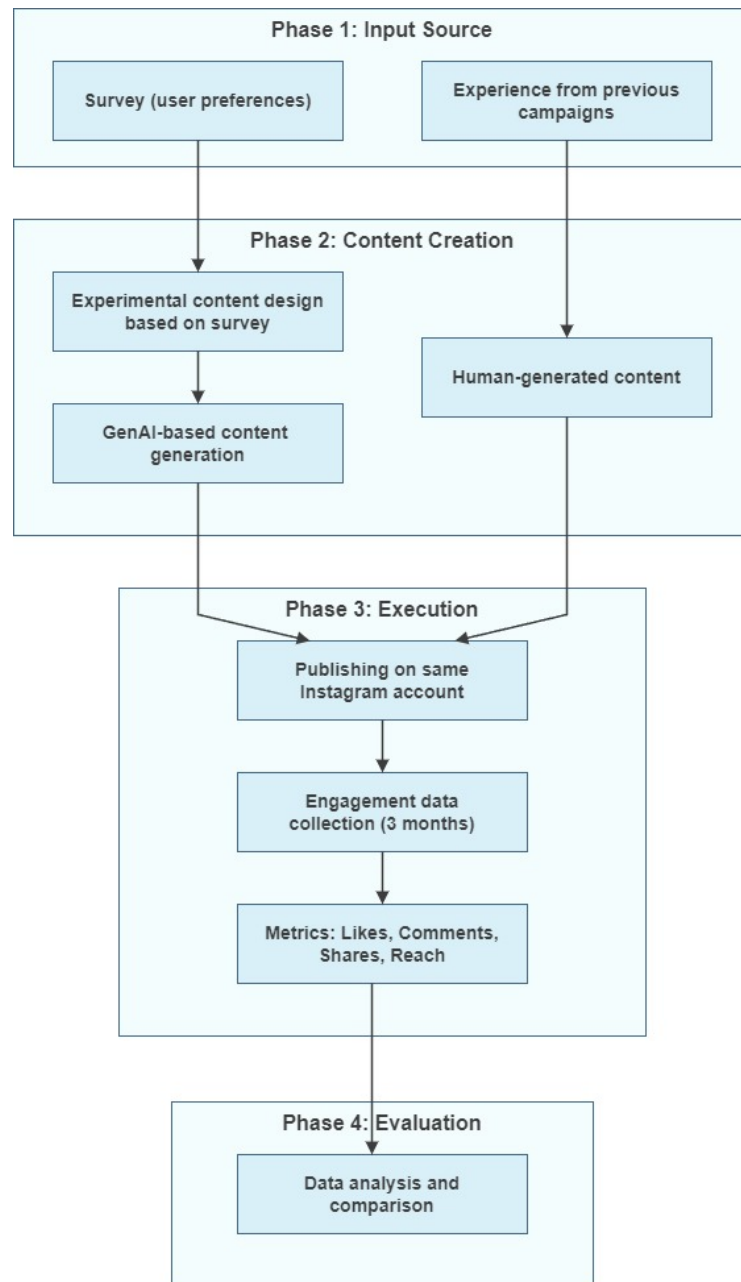 Phase 1: Input Source
Survey (user preferences)
Experience from previous
campaigns
Phase 2: Content Creation
Experimental content design
based on survey
Human-generated content
GenAI-based content
generation
Phase 3: Execution
Publishing on same
Instagram account
Engagement data
collection (3 months)
Metrics: Likes, Comments,
Shares, Reach
Phase 4: Evaluation
Data analysis and
comparison